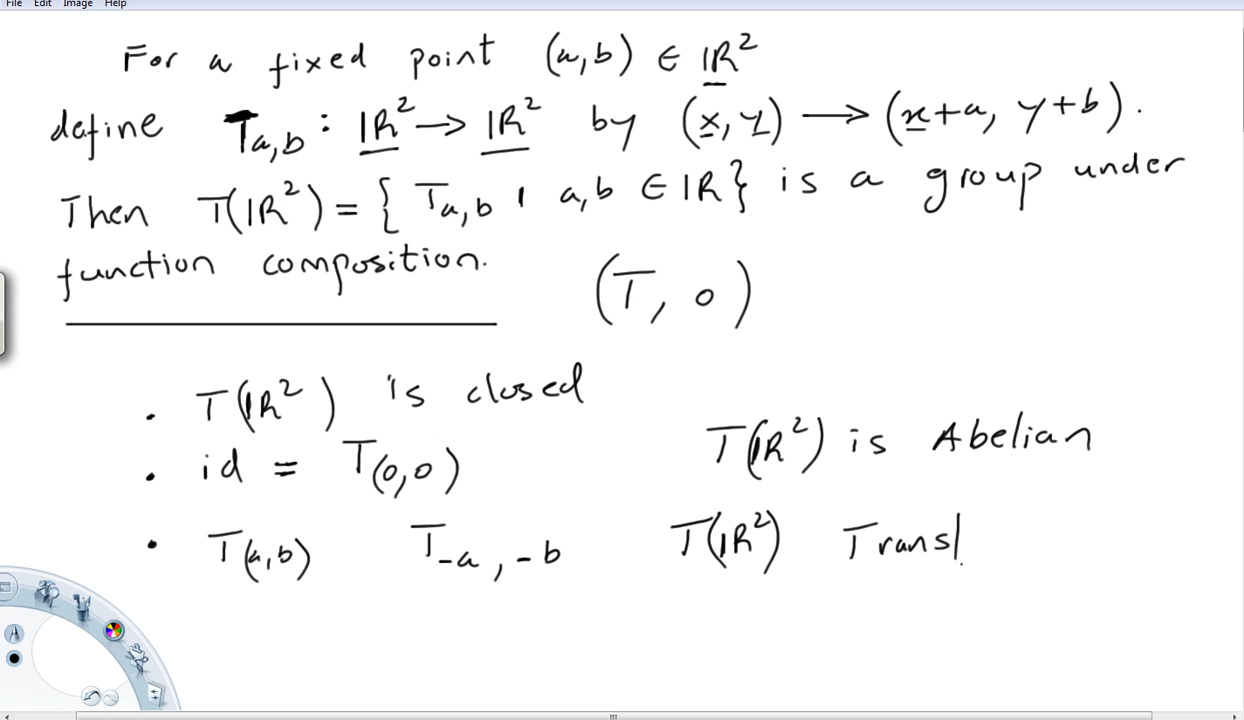 File Edit Image Help
For a fixed point (a,b) ∈ ℝ²
define T_{a,b} : ℝ² → ℝ² by (x, y) → (x+a, y+b).
Then T(ℝ²) = { T_{a,b} | a,b ∈ ℝ} is a group under
function composition.
(T, ∘)
• T(ℝ²) is closed
T(ℝ²) is Abelian
• id = T_{(0,0)}
• T_{(a,b)} T_{-a,-b}
T(ℝ²) Transl